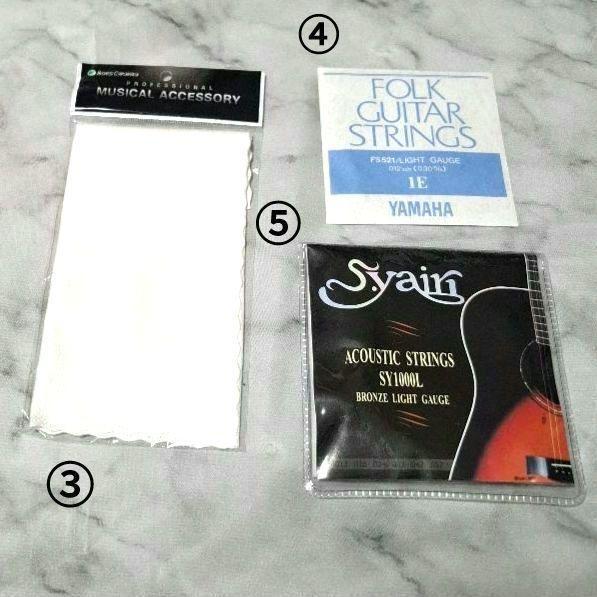 PROFESSIONAL
MUSICAL ACCESSORY
③
④
FOLK
GUITAR
STRINGS
FS521/LIGHT GAUGE
1E
YAMAHA
⑤
S.yairi
ACOUSTIC STRINGS
SY1000L
BRONZE LIGHT GAUGE